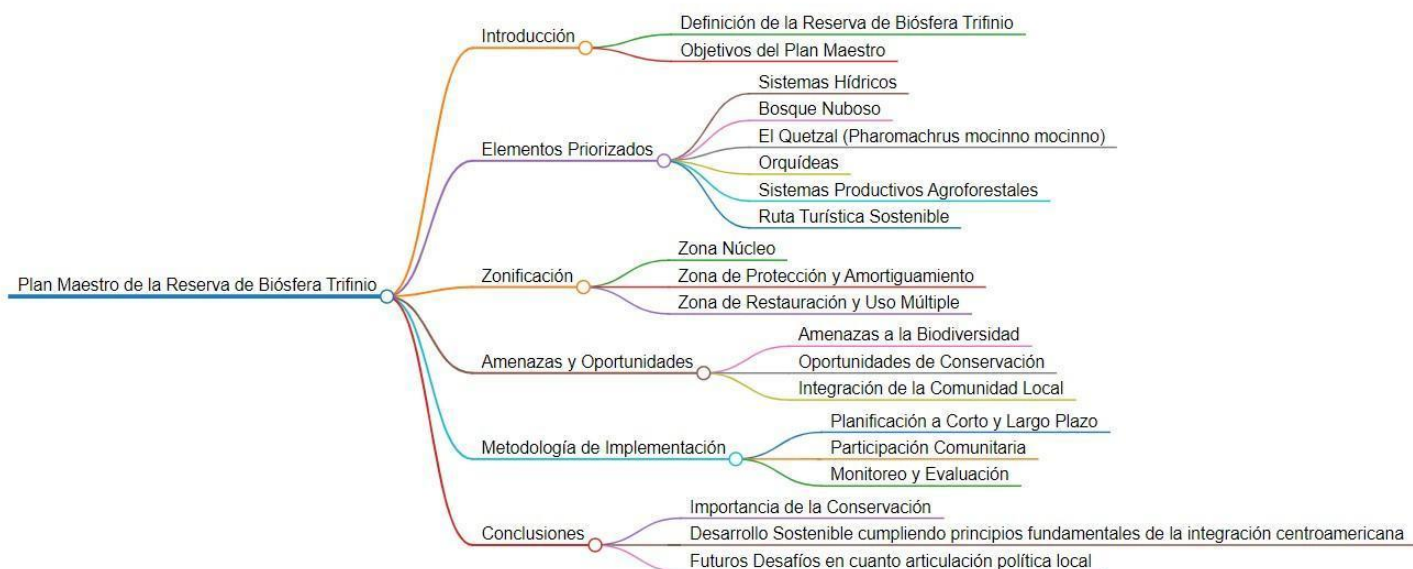 Plan Maestro de la Reserva de Biósfera Trifinio
Introducción
Definición de la Reserva de Biósfera Trifinio
Objetivos del Plan Maestro
Elementos Priorizados
Sistemas Hídricos
Bosque Nuboso
El Quetzal (Pharomachrus mocinno mocinno)
Orquídeas
Sistemas Productivos Agroforestales
Ruta Turística Sostenible
Zonificación
Zona Núcleo
Zona de Protección y Amortiguamiento
Zona de Restauración y Uso Múltiple
Amenazas y Oportunidades
Amenazas a la Biodiversidad
Oportunidades de Conservación
Integración de la Comunidad Local
Metodología de Implementación
Planificación a Corto y Largo Plazo
Participación Comunitaria
Monitoreo y Evaluación
Conclusiones
Importancia de la Conservación
Desarrollo Sostenible cumpliendo principios fundamentales de la integración centroamericana
Futuros Desafíos en cuanto articulación política local